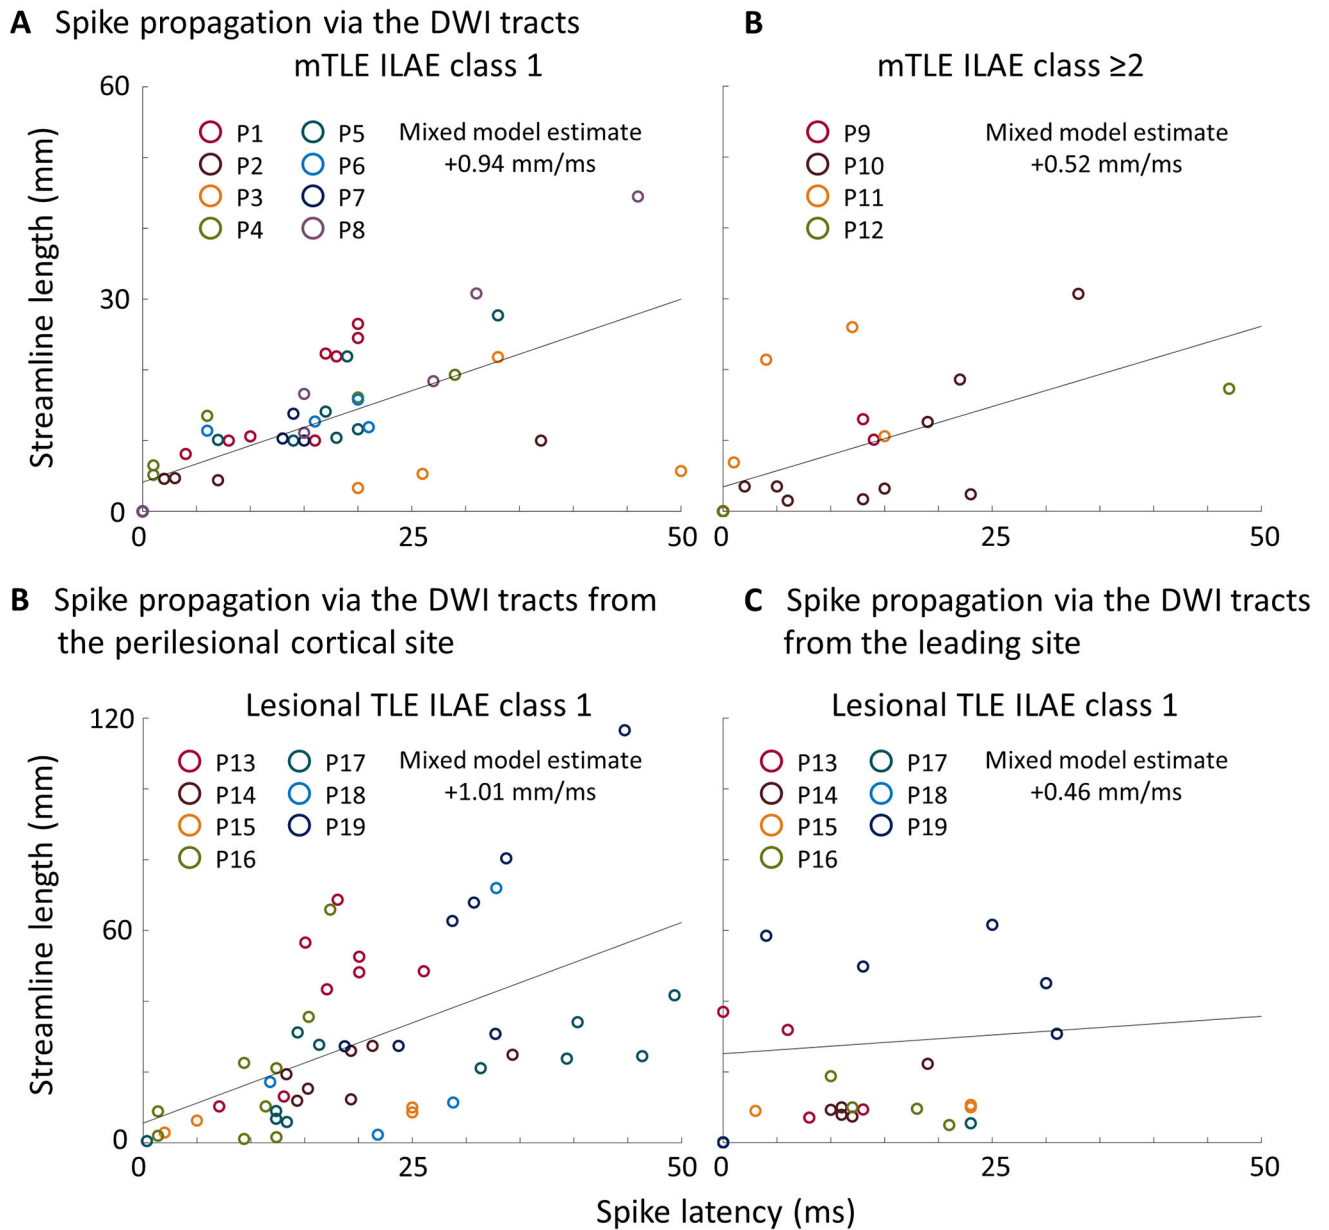 A Spike propagation via the DWI tracts
mTLE ILAE class 1
60
30
0
0
25
50
Streamline length (mm)
P1
P2
P3
P4
P5
P6
P7
P8
Mixed model estimate
+0.94 mm/ms
B
mTLE ILAE class ≥2
P9
P10
P11
P12
Mixed model estimate
+0.52 mm/ms
0
25
50
B Spike propagation via the DWI tracts from
the perilesional cortical site
Lesional TLE ILAE class 1
120
60
0
0
25
50
Streamline length (mm)
P13
P14
P15
P16
P17
P18
P19
Mixed model estimate
+1.01 mm/ms
C Spike propagation via the DWI tracts
from the leading site
Lesional TLE ILAE class 1
P13
P14
P15
P16
P17
P18
P19
Mixed model estimate
+0.46 mm/ms
0
25
50
Spike latency (ms)